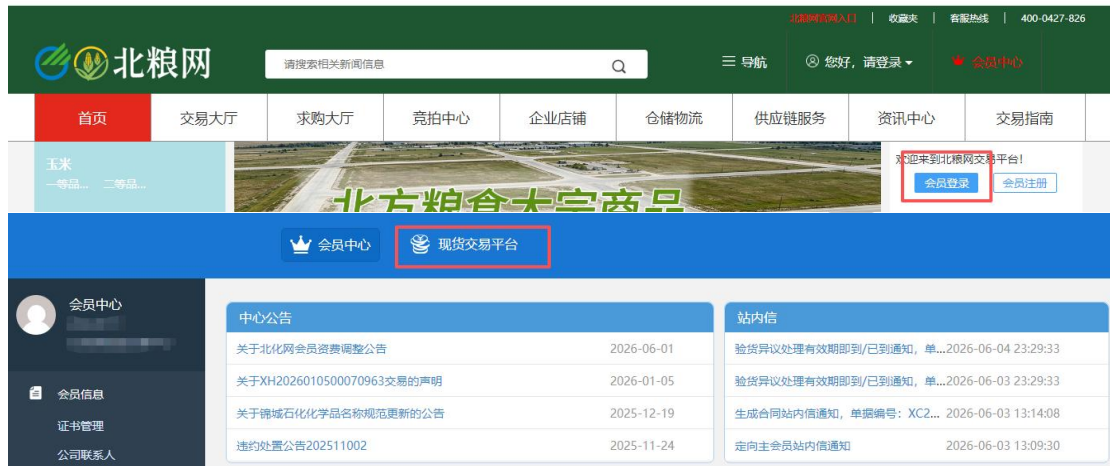 北粮网官网入口 | 收藏夹 | 客服热线 | 400-0427-826
北粮网
请搜索相关新闻信息
导航
您好，请登录
会员中心
首页 交易大厅 求购大厅 竞拍中心 企业店铺 仓储物流 供应链服务 资讯中心 交易指南
玉米
一等品... 二等品...
北方粮食大宗商品
欢迎来到北粮网交易平台!
会员登录 会员注册
会员中心 现货交易平台
会员中心
会员信息
证书管理
公司联系人
中心公告
关于北化网会员资费调整公告 2026-06-01
关于XH2026010500070963交易的声明 2026-01-05
关于锦城石化化学品名称规范更新的公告 2025-12-19
违约处置公告202511002 2025-11-24
站内信
验货异议处理有效期即到/已到通知，单...2026-06-04 23:29:33
验货异议处理有效期即到/已到通知，单...2026-06-03 23:29:33
生成合同站内信通知，单据编号：XC2... 2026-06-03 13:14:08
定向主会员站内信通知 2026-06-03 13:09:30